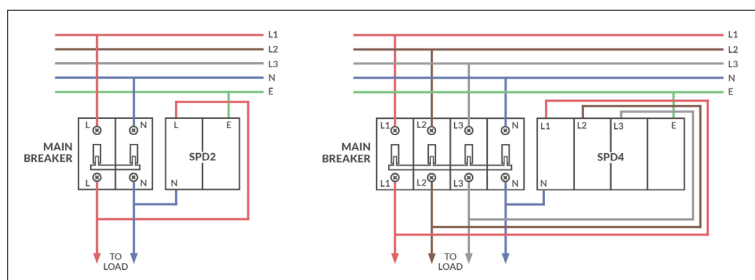 L1
L2
L3
N
E
L N
L E
MAIN
BREAKER
SPD2
L N
N
TO
LOAD
L1
L2
L3
N
E
L1 L2 L3 N
L1 L2 L3 E
MAIN
BREAKER
SPD4
L1 L2 L3 N
N
TO
LOAD